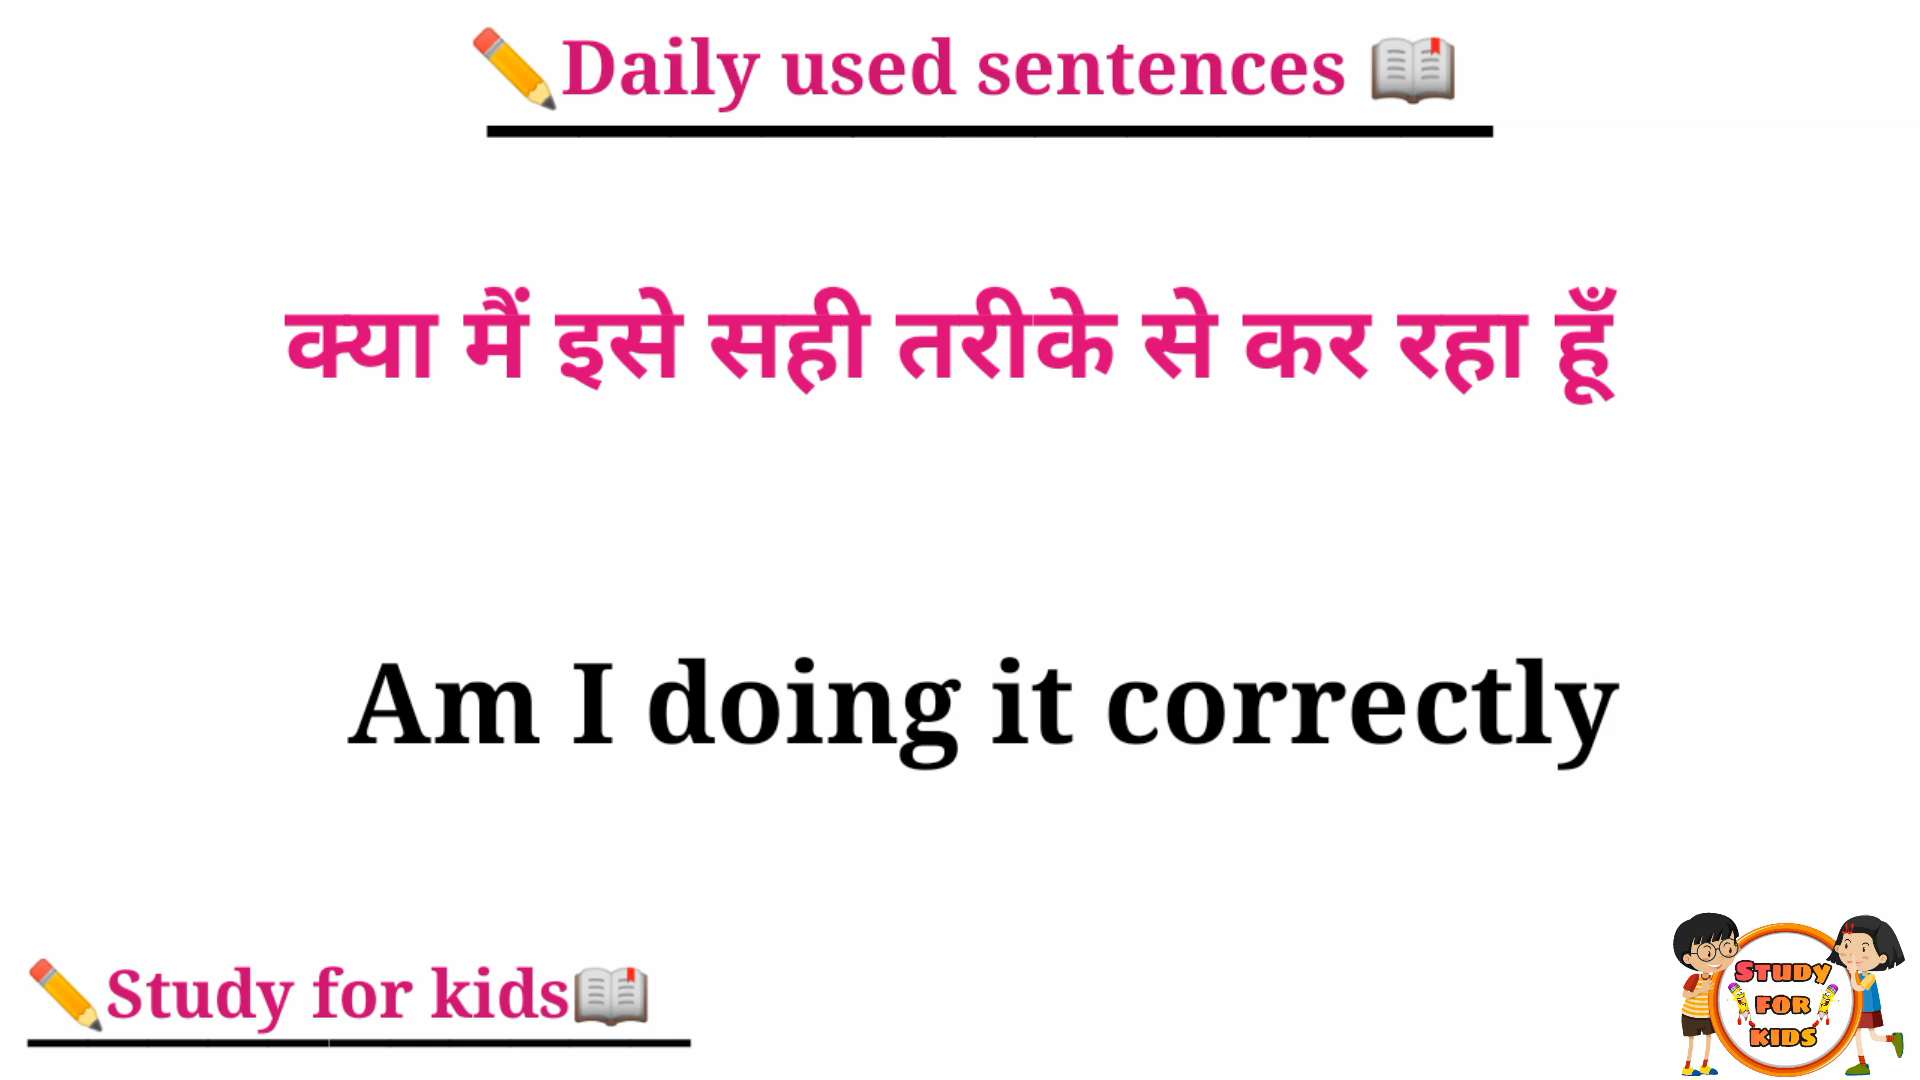 ✏️Daily used sentences 📖
क्या मैं इसे सही तरीके से कर रहा हूँ
Am I doing it correctly
✏️Study for kids📖
STUDY
FOR
KIDS